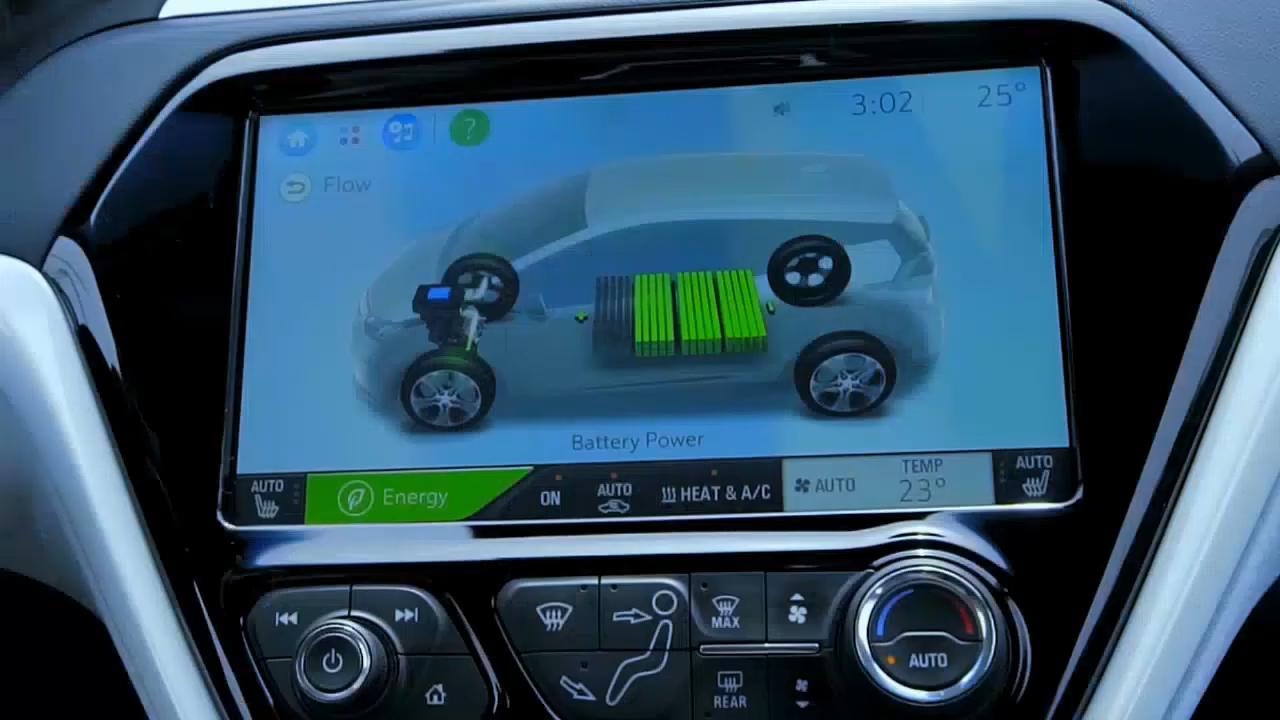 ? 3:02 25°
Flow
Battery Power
AUTO
Energy
ON
AUTO
HEAT & A/C
AUTO
TEMP
23°
AUTO
MAX
REAR
AUTO